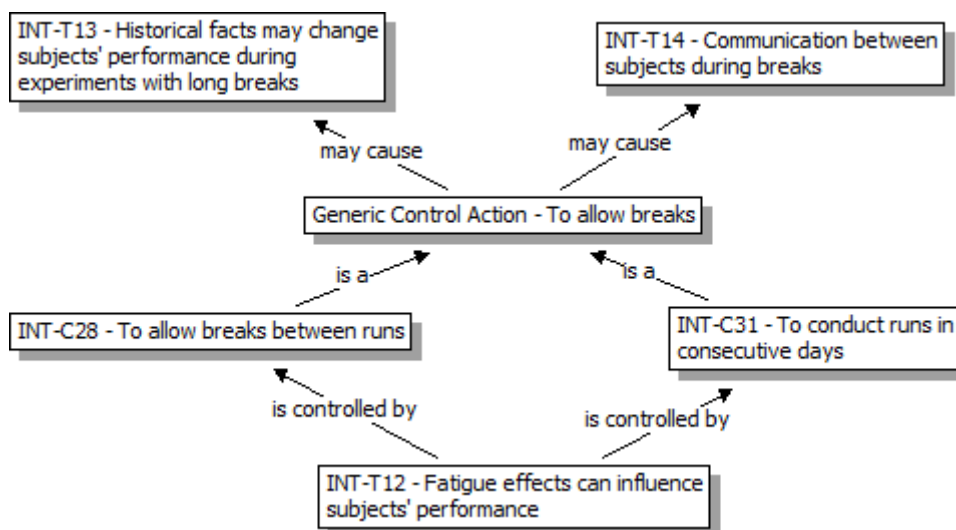 INT-T13 - Historical facts may change
subjects' performance during
experiments with long breaks
INT-T14 - Communication between
subjects during breaks
may cause
may cause
Generic Control Action - To allow breaks
is a
is a
INT-C28 - To allow breaks between runs
INT-C31 - To conduct runs in
consecutive days
is controlled by
is controlled by
INT-T12 - Fatigue effects can influence
subjects' performance